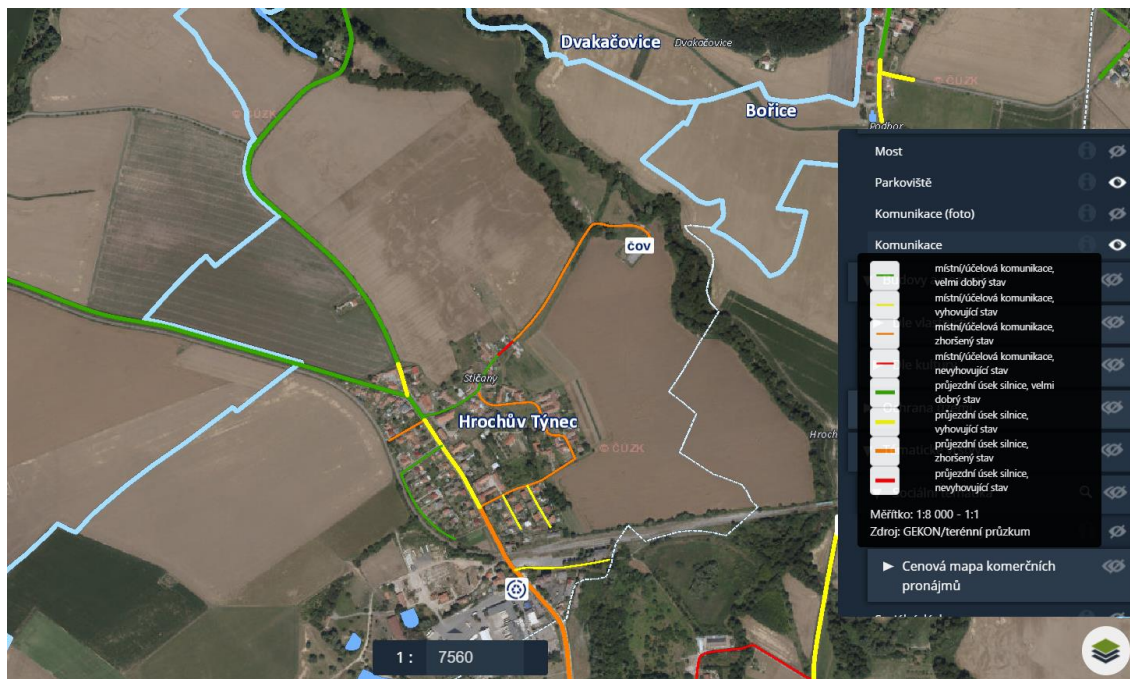 Dvakačovice
Dvakačovice
© ČÚZK
© ČÚZK
Bořice
Podbor
čov
Stíčany
Hrochův Týnec
© ČÚZK
Hroch
1 :
7560
Most
Parkoviště
Komunikace (foto)
Komunikace
místní/účelová komunikace,
velmi dobrý stav
místní/účelová komunikace,
vyhovující stav
místní/účelová komunikace,
zhoršený stav
místní/účelová komunikace,
nevyhovující stav
průjezdní úsek silnice, velmi
dobrý stav
průjezdní úsek silnice,
vyhovující stav
průjezdní úsek silnice,
zhoršený stav
průjezdní úsek silnice,
nevyhovující stav
Měřítko: 1:8 000 - 1:1
Zdroj: GEKON/terénní průzkum
Cenová mapa komerčních
pronájmů